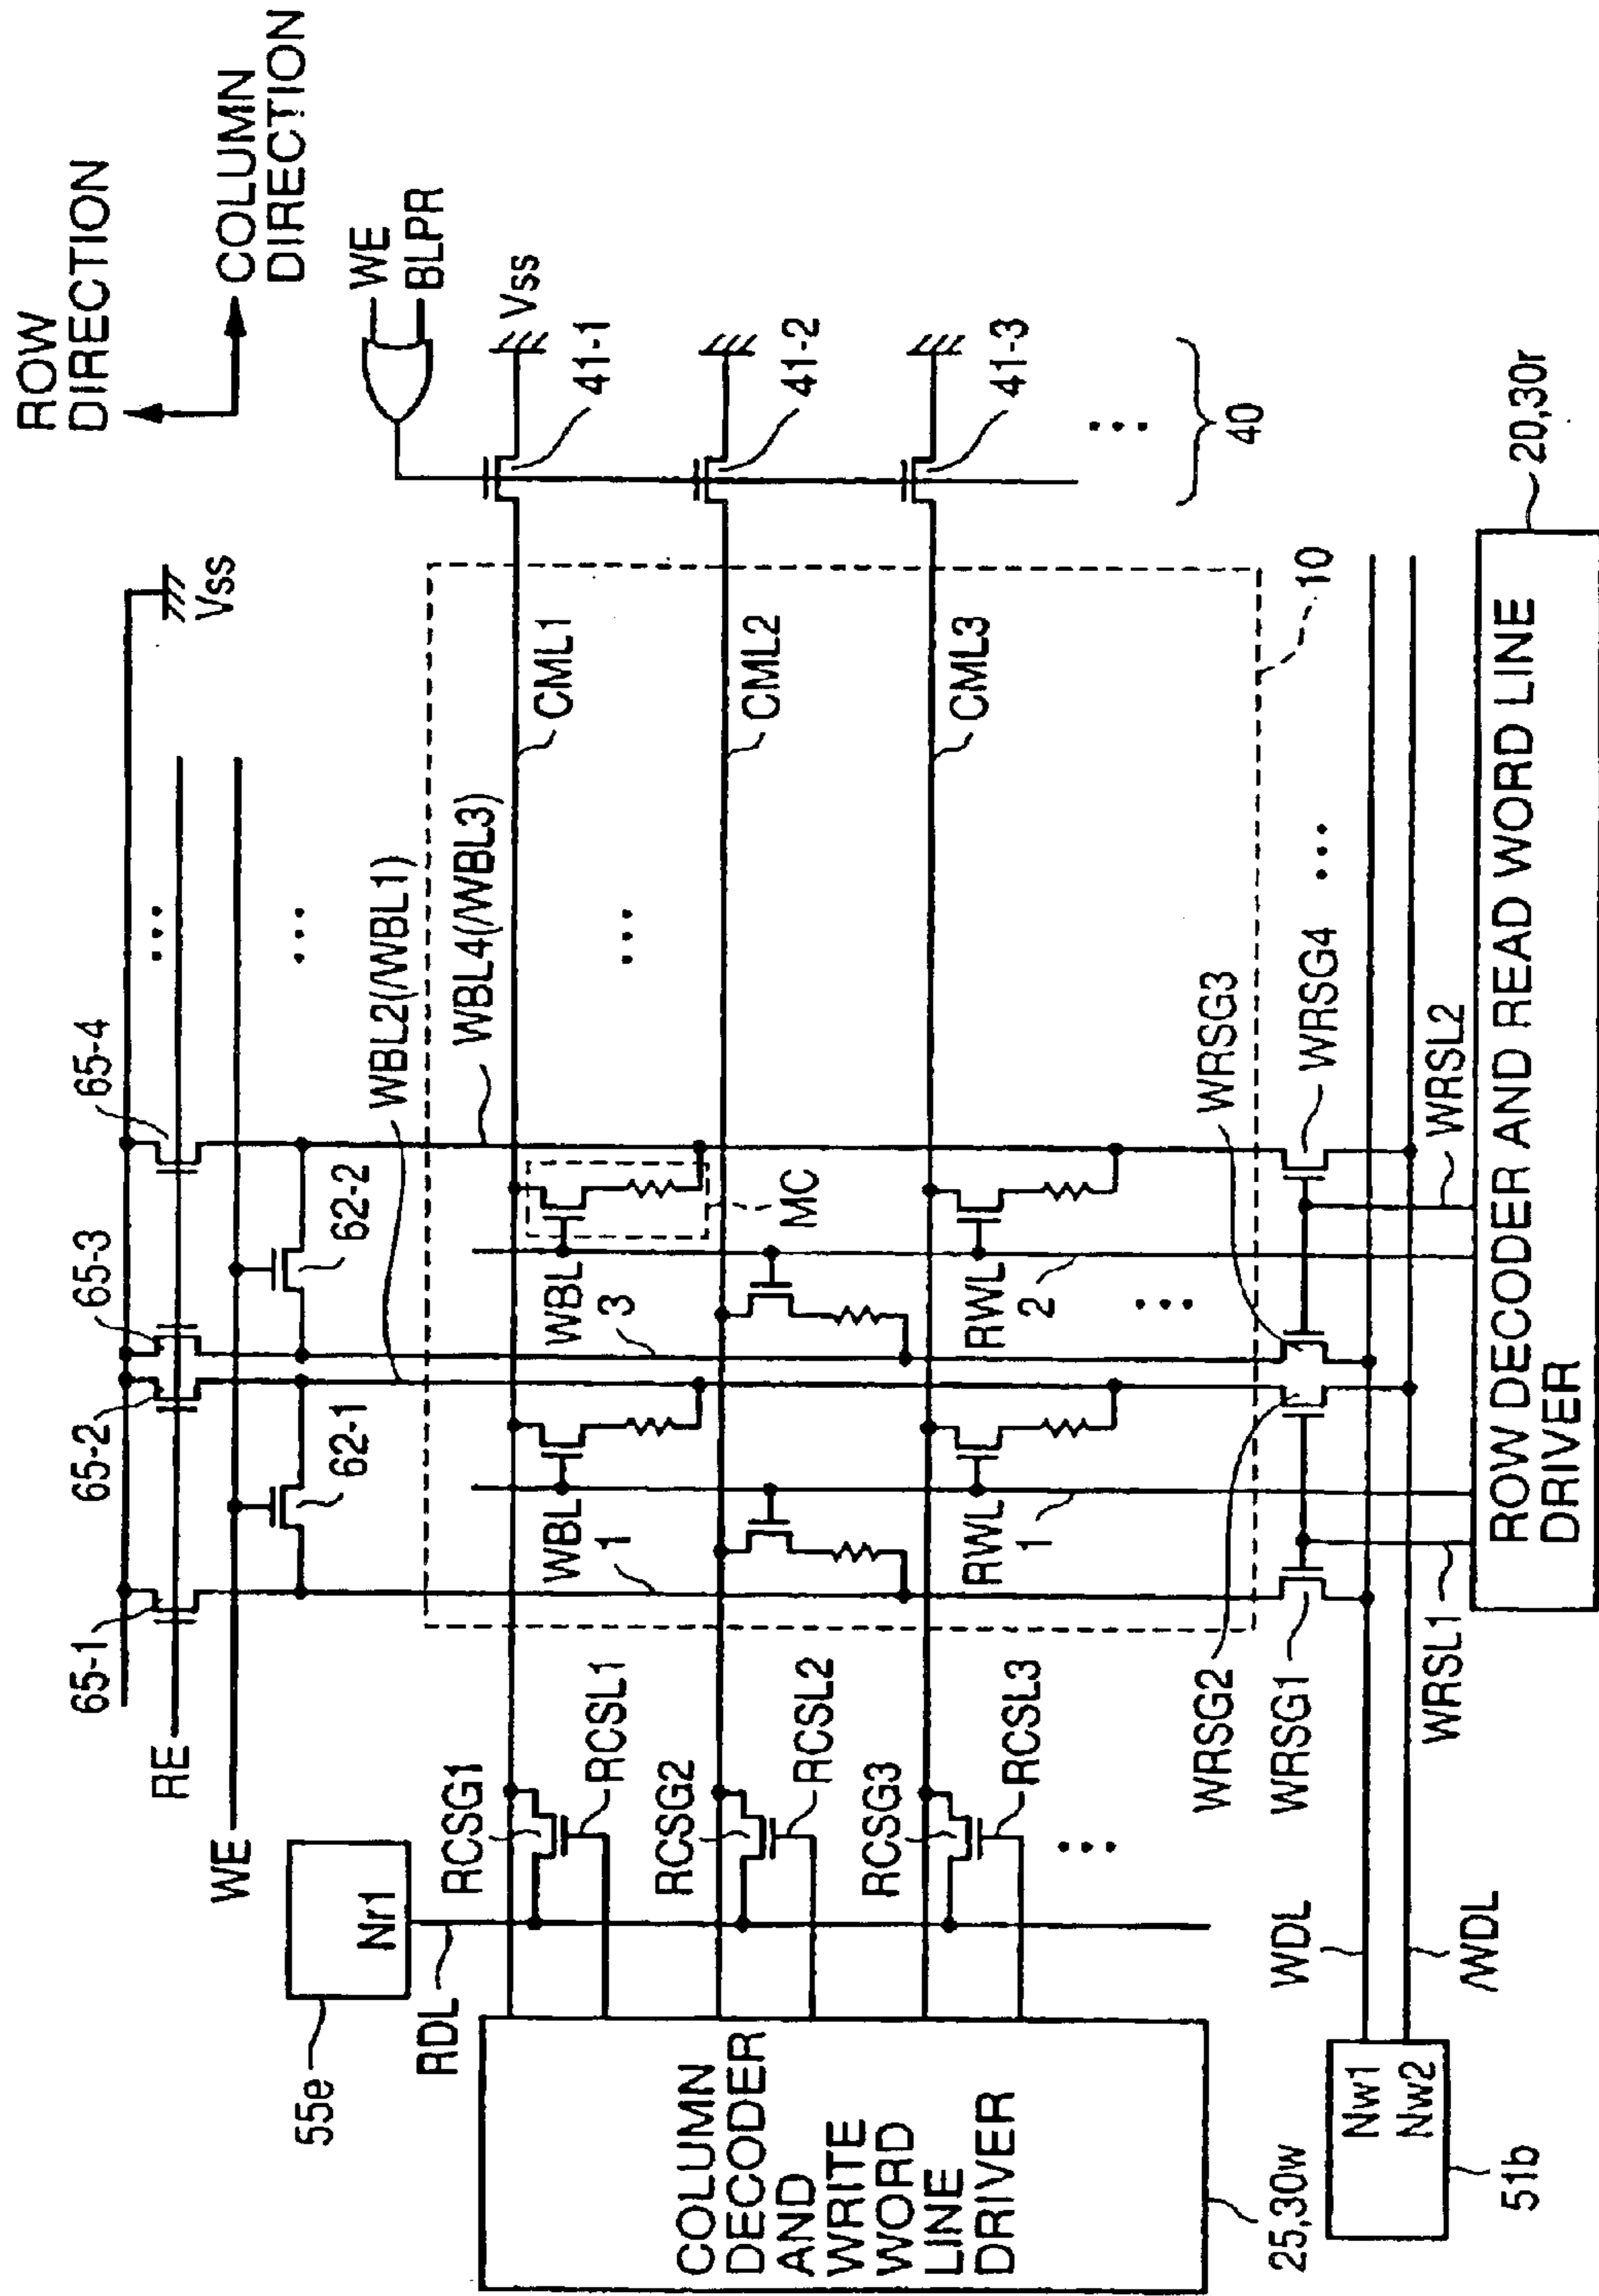 ROW
DIRECTION
COLUMN
DIRECTION
WE
BLPR
Vss
41-1
41-2
41-3
40
Vss
65-1
65-2
65-3
65-4
RE
WE
62-1
62-2
WBL2(/WBL1)
WBL4(/WBL3)
CML1
CML2
CML3
10
MC
WBL
1
WBL
3
RWL
1
RWL
2
55e
Nr1
RDL
RCSG1
RCSL1
RCSG2
RCSL2
RCSG3
RCSL3
COLUMN
DECODER
AND
WRITE
WORD
LINE
DRIVER
25,30w
WRSG2
WRSG1
WRSG3
WRSG4
WRSL1
WRSL2
WDL
/WDL
Nw1
Nw2
51b
ROW DECODER AND READ WORD LINE
DRIVER
20,30r